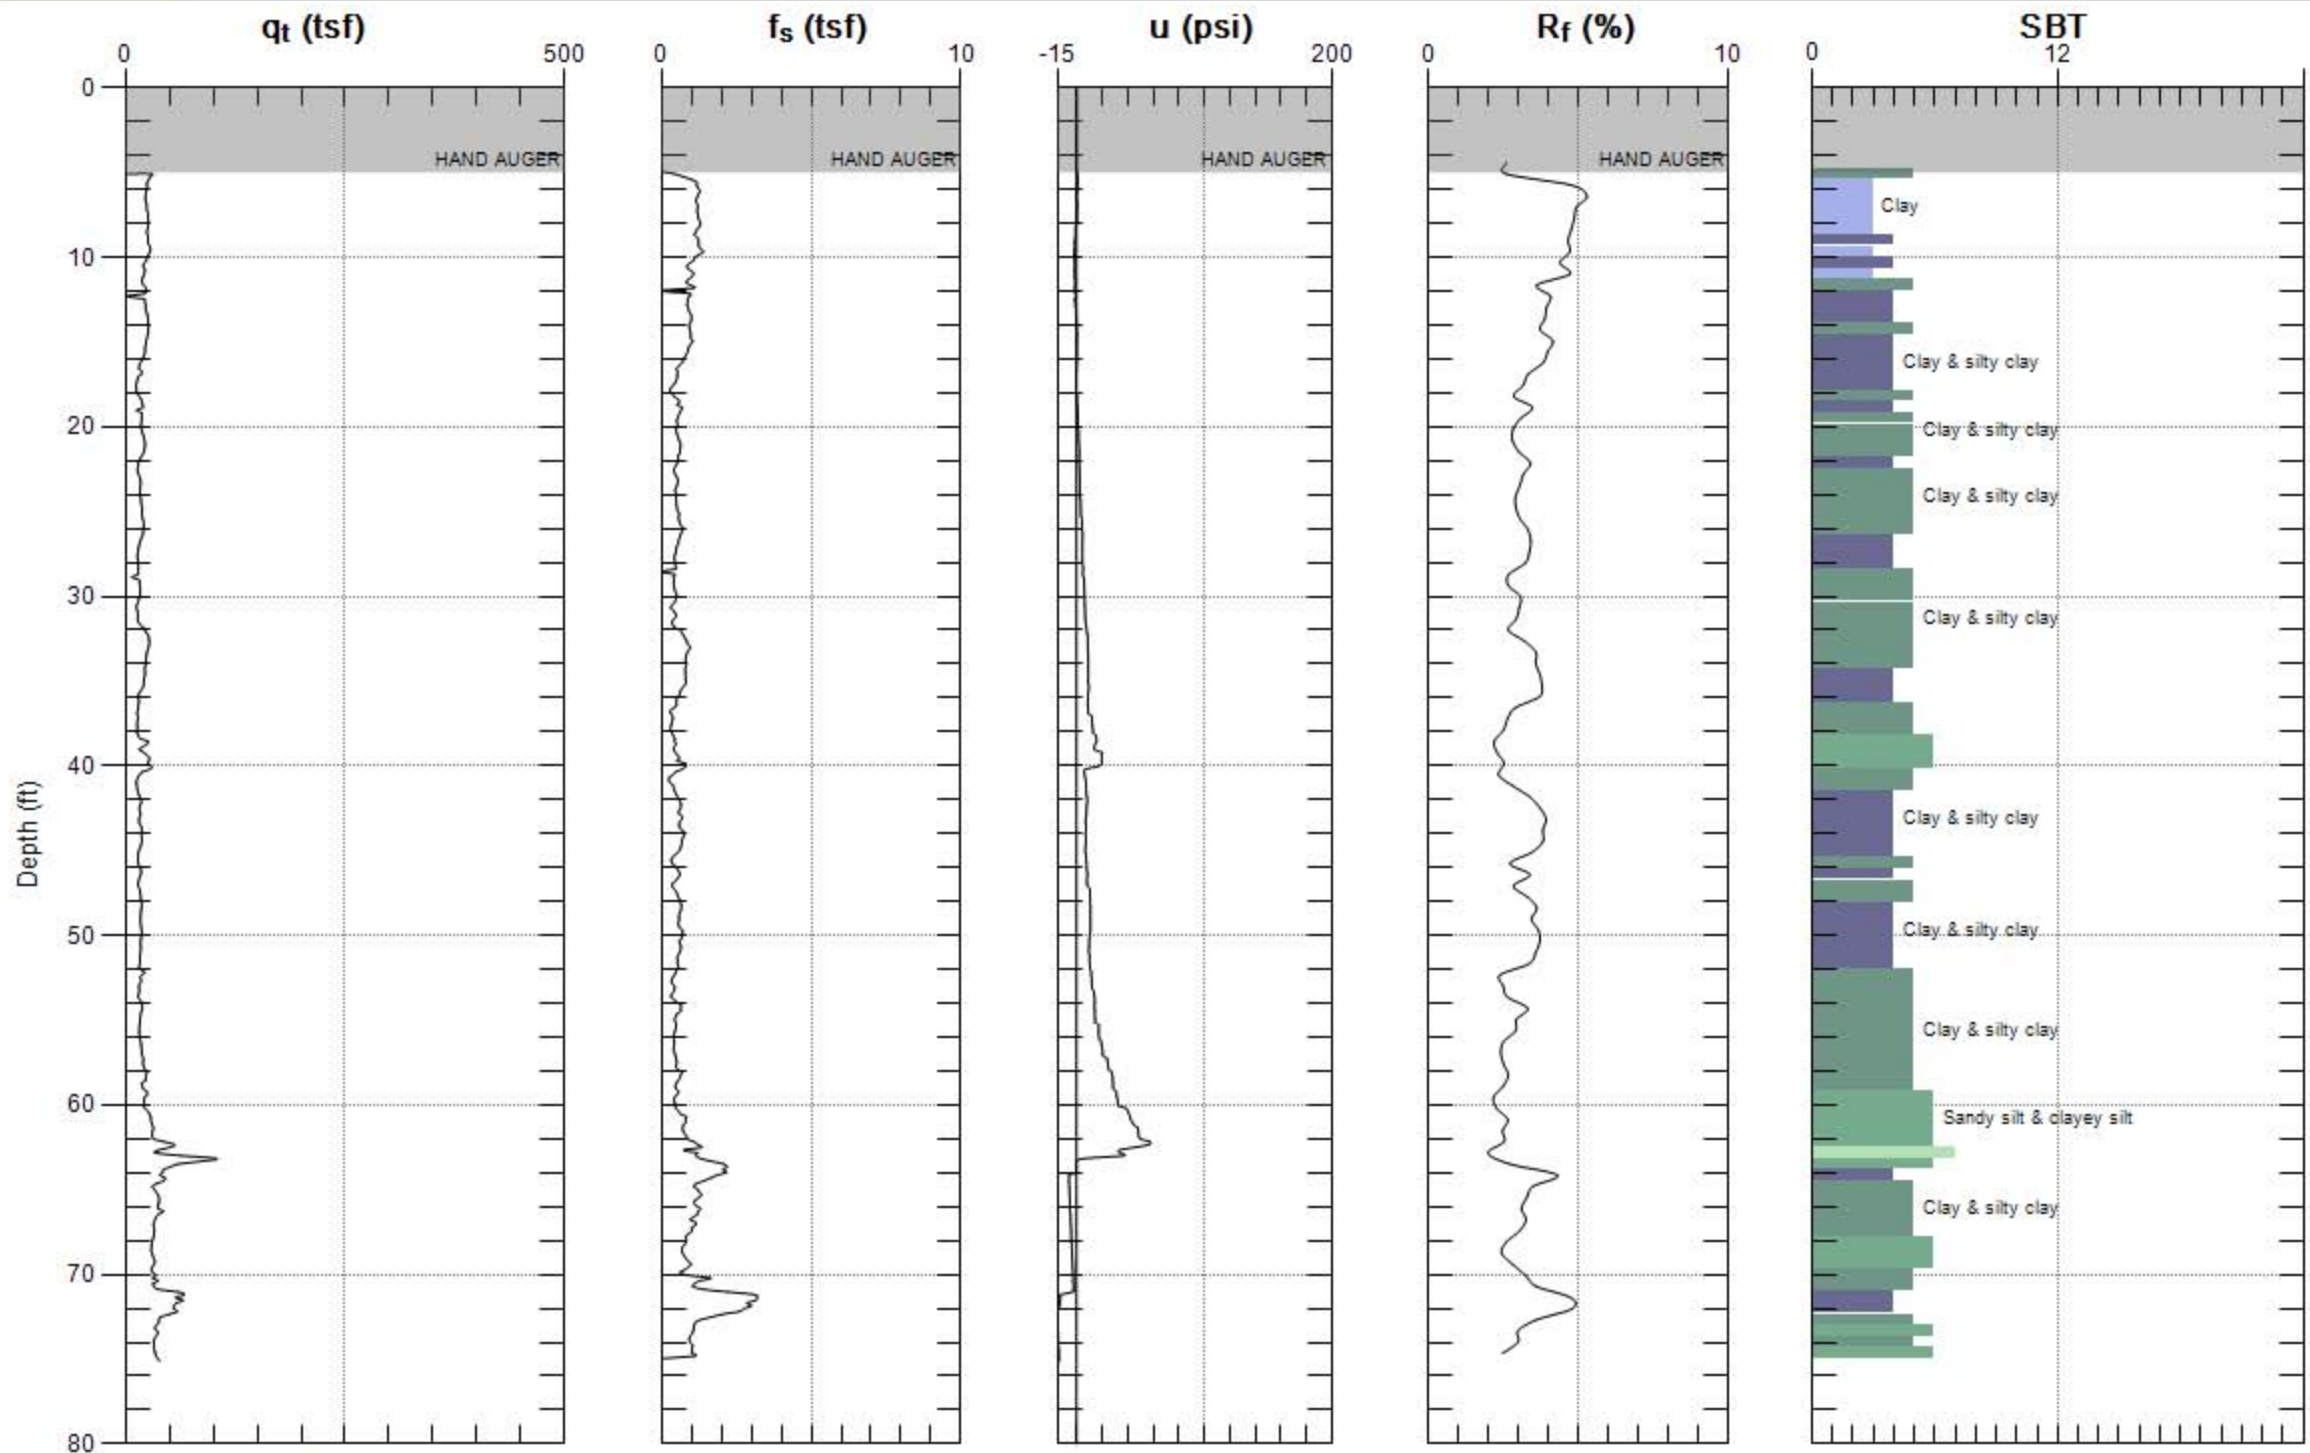 qt (tsf) fs (tsf) u (psi) Rf (%) SBT
0 500 0 10 -15 200 0 10 0 12
0
HAND AUGER HAND AUGER HAND AUGER HAND AUGER
Clay
10
Clay & silty clay
20 Clay & silty clay
Clay & silty clay
30
Clay & silty clay
40
Clay & silty clay
Depth (ft)
50 Clay & silty clay
Clay & silty clay
60
Sandy silt & clayey silt
Clay & silty clay
70
80